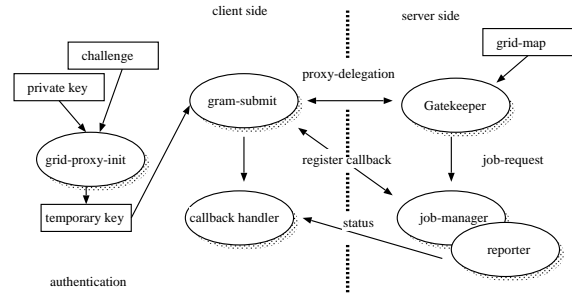 client side
server side
challenge
grid-map
private key
proxy-delegation
gram-submit
Gatekeeper
grid-proxy-init
register callback
job-request
temporary key
callback handler
status
job-manager
reporter
authentication